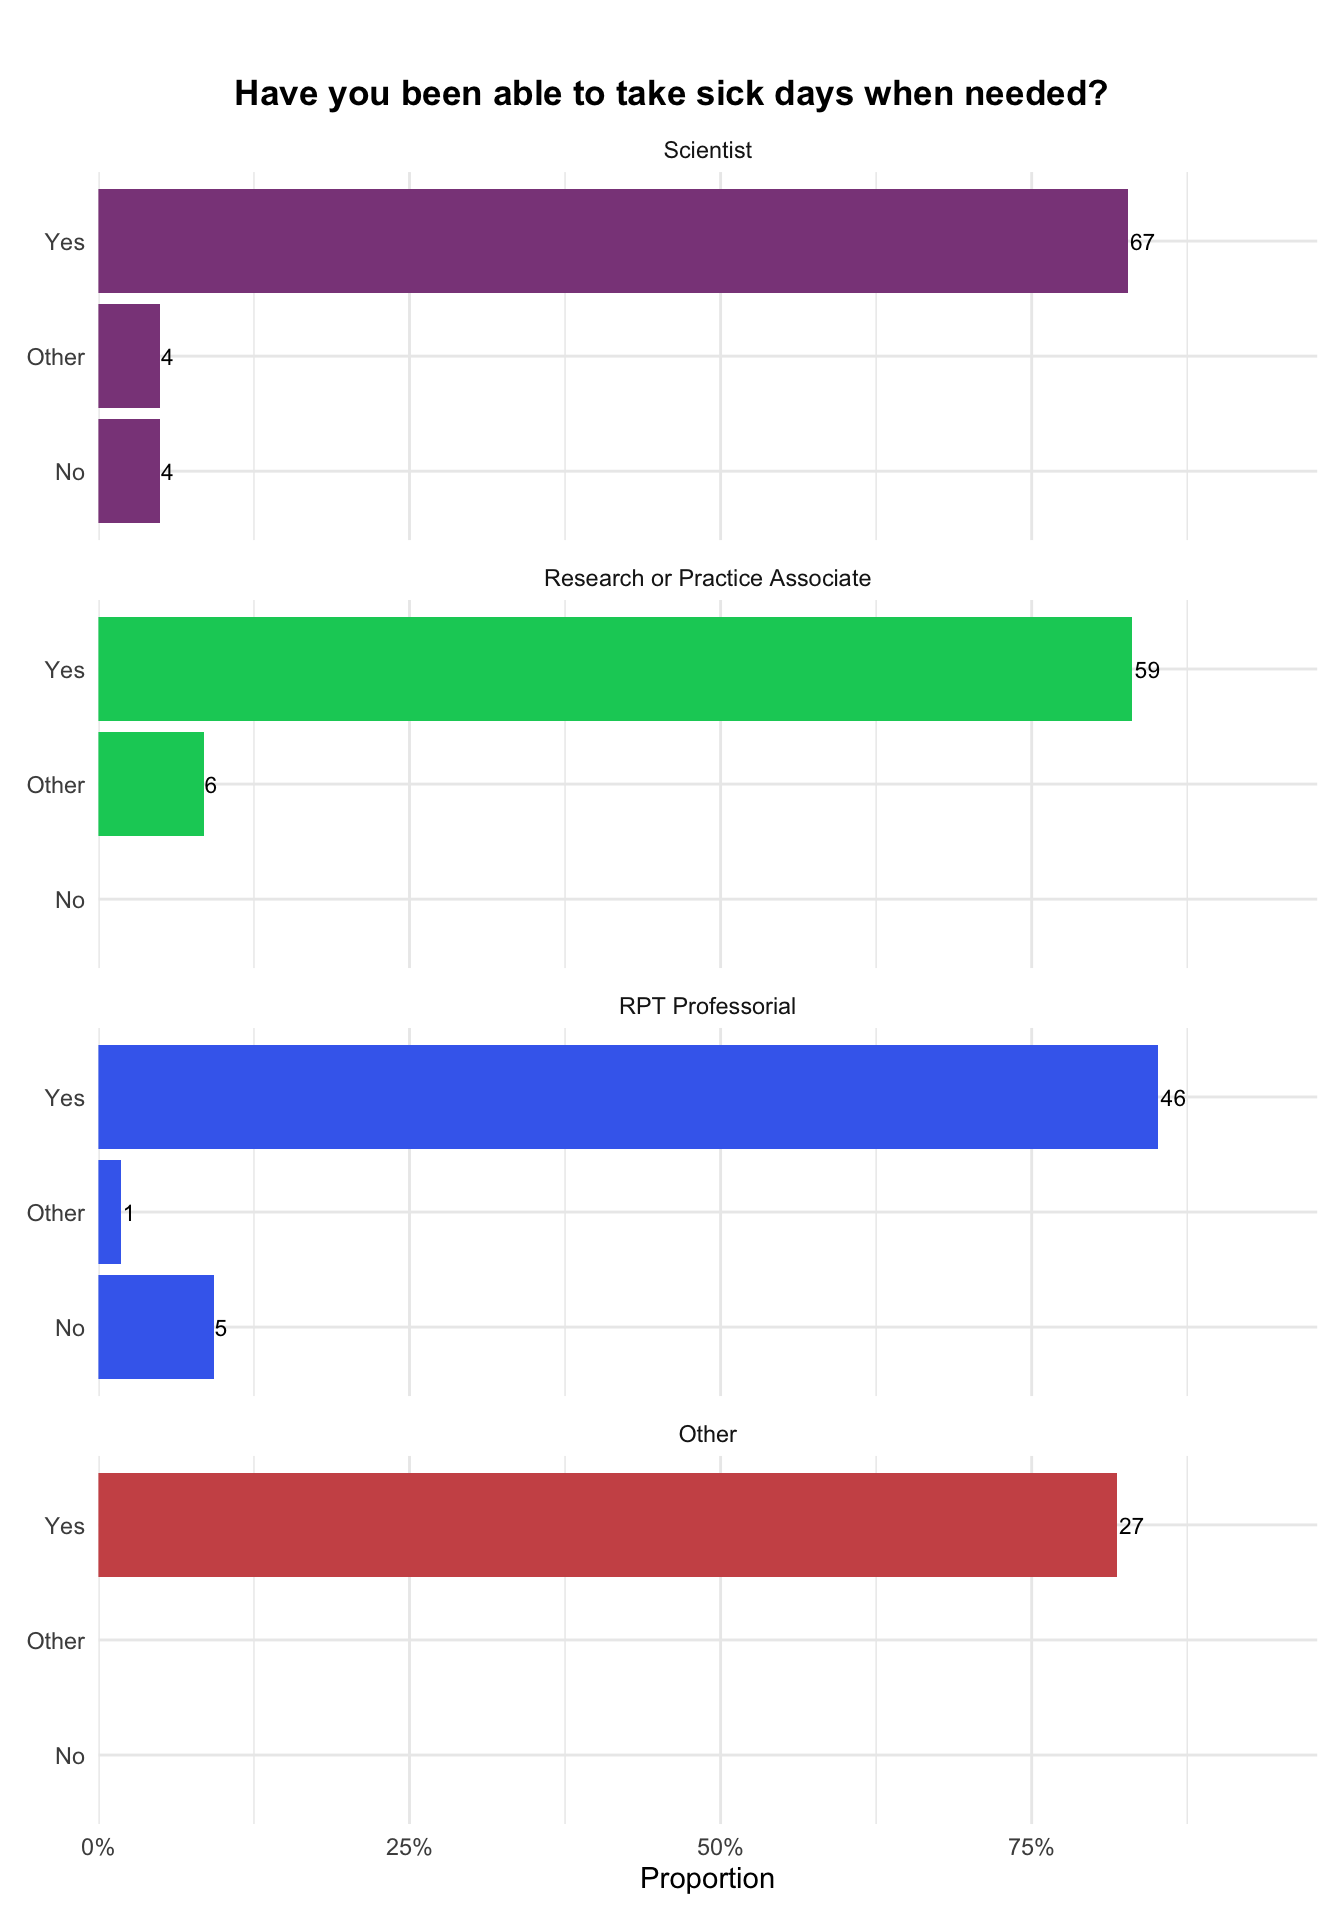 Have you been able to take sick days when needed?
Scientist
Yes
67
Other
4
No
4
Research or Practice Associate
Yes
59
Other
6
No
RPT Professorial
Yes
46
Other
1
No
5
Other
Yes
27
Other
No
0% 25% 50% 75%
Proportion